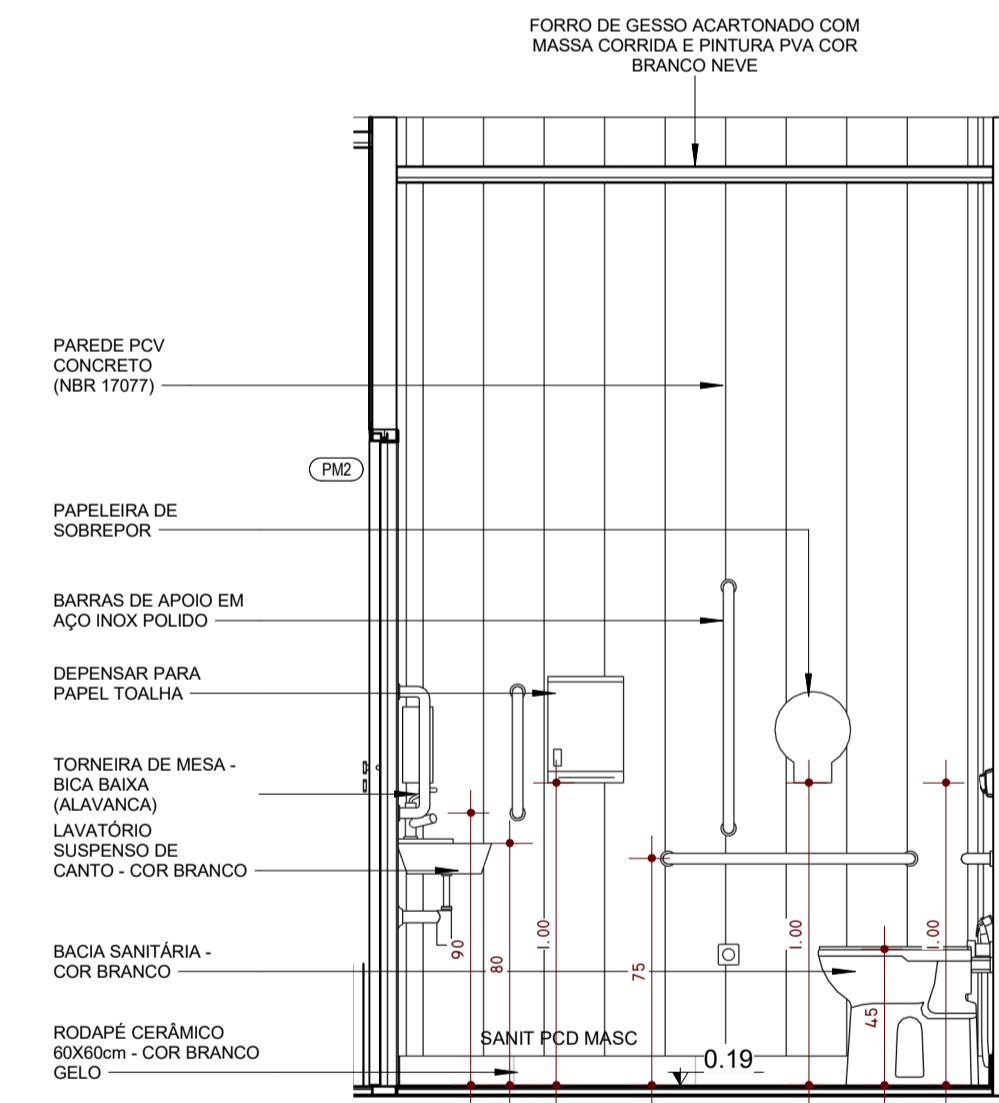 FORRO DE GESSO ACARTONADO COM
MASSA CORRIDA E PINTURA PVA COR
BRANCO NEVE
PAREDE PCV
CONCRETO
(NBR 17077)
PM2
PAPELEIRA DE
SOBREPOR
BARRAS DE APOIO EM
AÇO INOX POLIDO
DEPENSAR PARA
PAPEL TOALHA
TORNEIRA DE MESA -
BICA BAIXA
(ALAVANCA)
LAVATÓRIO
SUSPENSO DE
CANTO - COR BRANCO
90
80
1.00
75
1.00
1.00
45
BACIA SANITÁRIA -
COR BRANCO
RODAPÉ CERÂMICO
60X60cm - COR BRANCO
GELO
SANIT PCD MASC
0.19